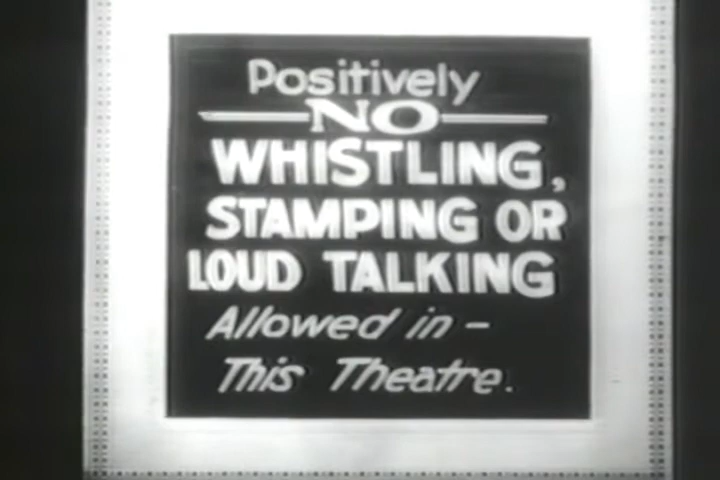 Positively
NO
WHISTLING,
STAMPING OR
LOUD TALKING
Allowed in –
This Theatre.